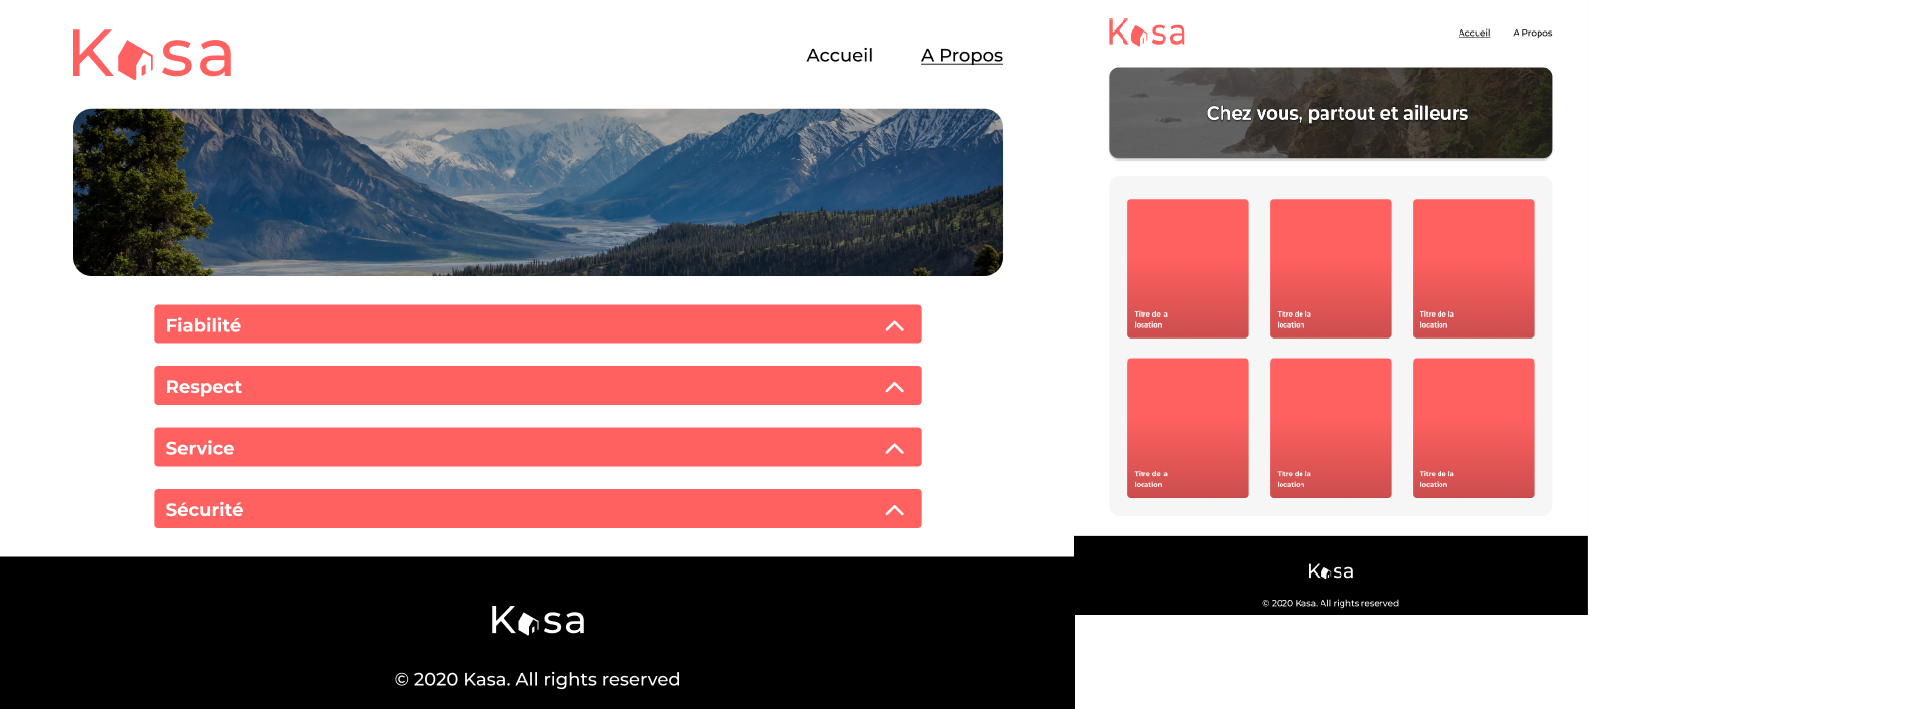 Kasa
Accueil
A Propos
Fiabilité
Respect
Service
Sécurité
Kasa
© 2020 Kasa. All rights reserved
Kasa
Accueil
A Propos
Chez vous, partout et ailleurs
Titre de a
location
Titre de la
location
Titre de la
location
Titre de a
location
Titre de la
location
Titre de la
location
Kasa
© 2020 Kasa. All rights reserved